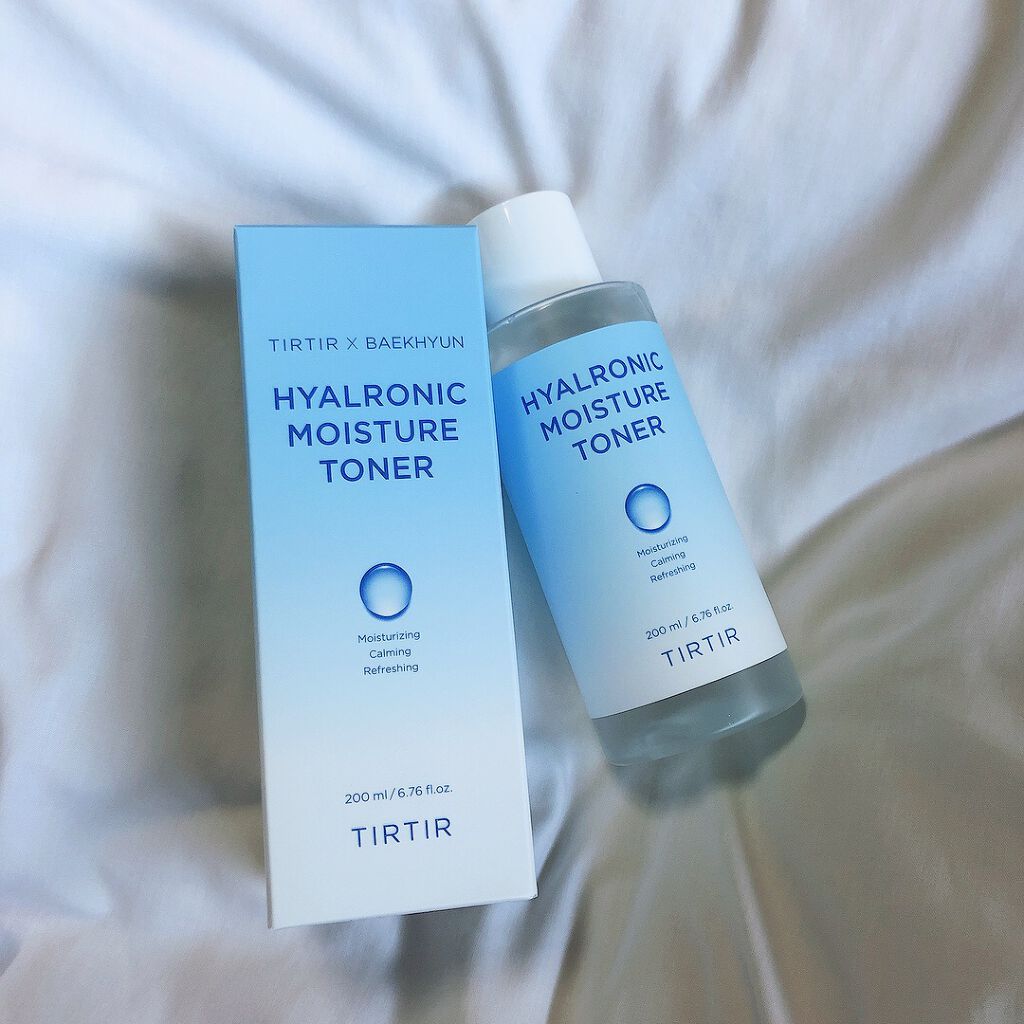 TIRTIR X BAEKHYUN
HYALRONIC
MOISTURE
TONER
Moisturizing
Calming
Refreshing
200 ml / 6.76 fl.oz.
TIRTIR
HYALRONIC
MOISTURE
TONER
Moisturizing
Calming
Refreshing
200 ml / 6.76 fl.oz.
TIRTIR